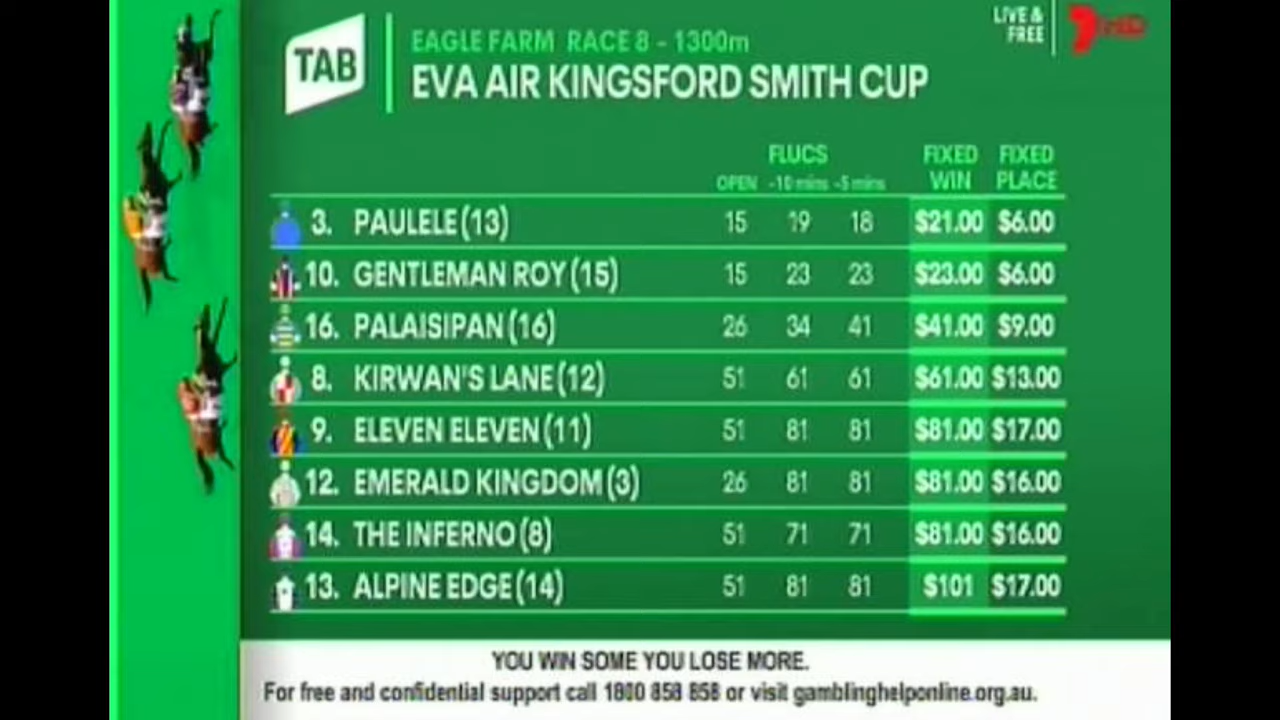 LIVE &
FREE
7HD
TAB
EAGLE FARM RACE 8 - 1300m
EVA AIR KINGSFORD SMITH CUP
FLUCS FIXED FIXED
OPEN -10 mins -5 mins WIN PLACE
3. PAULELE (13) 15 19 18 $21.00 $6.00
10. GENTLEMAN ROY (15) 15 23 23 $23.00 $6.00
16. PALAISIPAN (16) 26 34 41 $41.00 $9.00
8. KIRWAN'S LANE (12) 51 61 61 $61.00 $13.00
9. ELEVEN ELEVEN (11) 51 81 81 $81.00 $17.00
12. EMERALD KINGDOM (3) 26 81 81 $81.00 $16.00
14. THE INFERNO (8) 51 71 71 $81.00 $16.00
13. ALPINE EDGE (14) 51 81 81 $101 $17.00
YOU WIN SOME YOU LOSE MORE.
For free and confidential support call 1800 858 858 or visit gamblinghelponline.org.au.